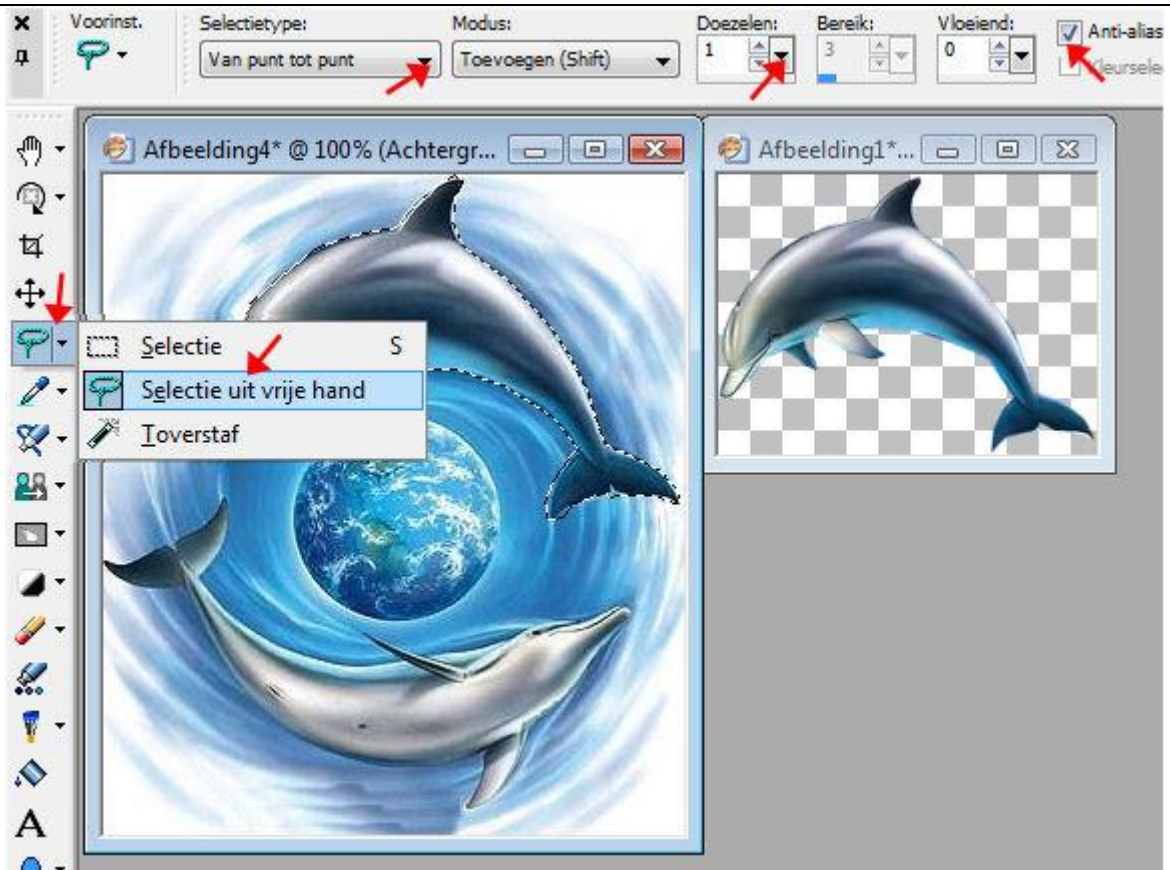 Voorinst. Selectietype: Modus: Doezelen: Bereik: Vloeiend: Anti-alias
Van punt tot punt Toevoegen (Shift) 1 3 0
Kleursele
Afbeelding4* @ 100% (Achtergr... Afbeelding1*...
Selectie S
Selectie uit vrije hand
Toverstaf
A